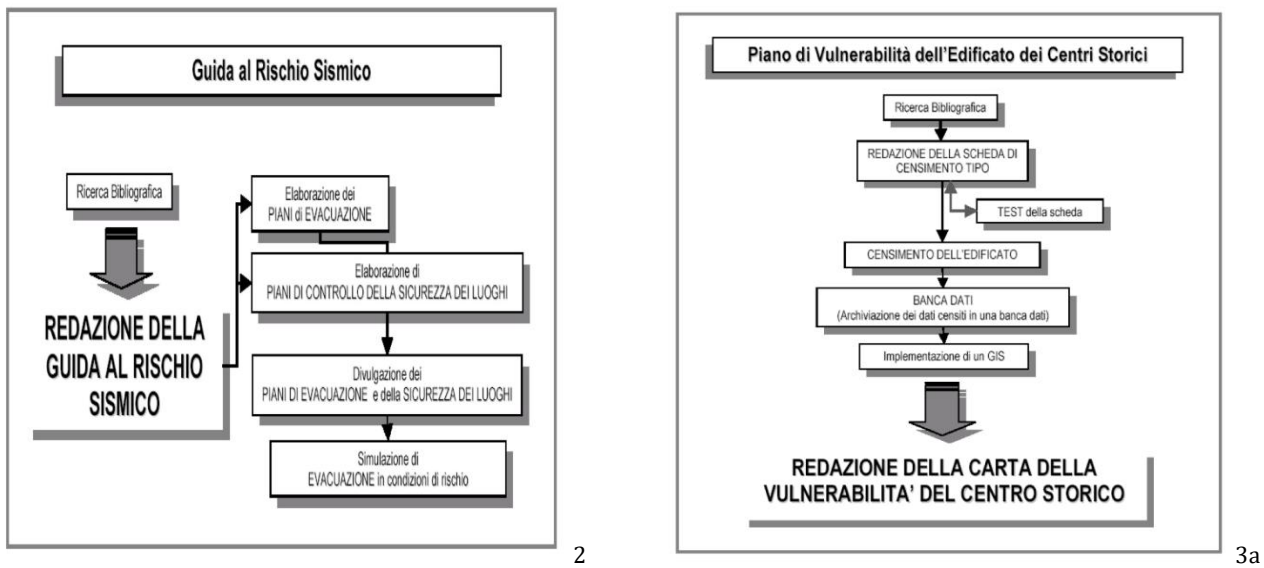 Guida al Rischio Sismico
Ricerca Bibliografica
REDAZIONE DELLA
GUIDA AL RISCHIO
SISMICO
Elaborazione dei
PIANI di EVACUAZIONE
Elaborazione di
PIANI DI CONTROLLO DELLA SICUREZZA DEI LUOGHI
Divulgazione dei
PIANI DI EVACUAZIONE e della SICUREZZA DEI LUOGHI
Simulazione di
EVACUAZIONE in condizioni di rischio
2
Piano di Vulnerabilità dell'Edificato dei Centri Storici
Ricerca Bibliografica
REDAZIONE DELLA SCHEDA DI
CENSIMENTO TIPO
TEST della scheda
CENSIMENTO DELL'EDIFICATO
BANCA DATI
(Archiviazione dei dati censiti in una banca dati)
Implementazione di un GIS
REDAZIONE DELLA CARTA DELLA
VULNERABILITA' DEL CENTRO STORICO
3a